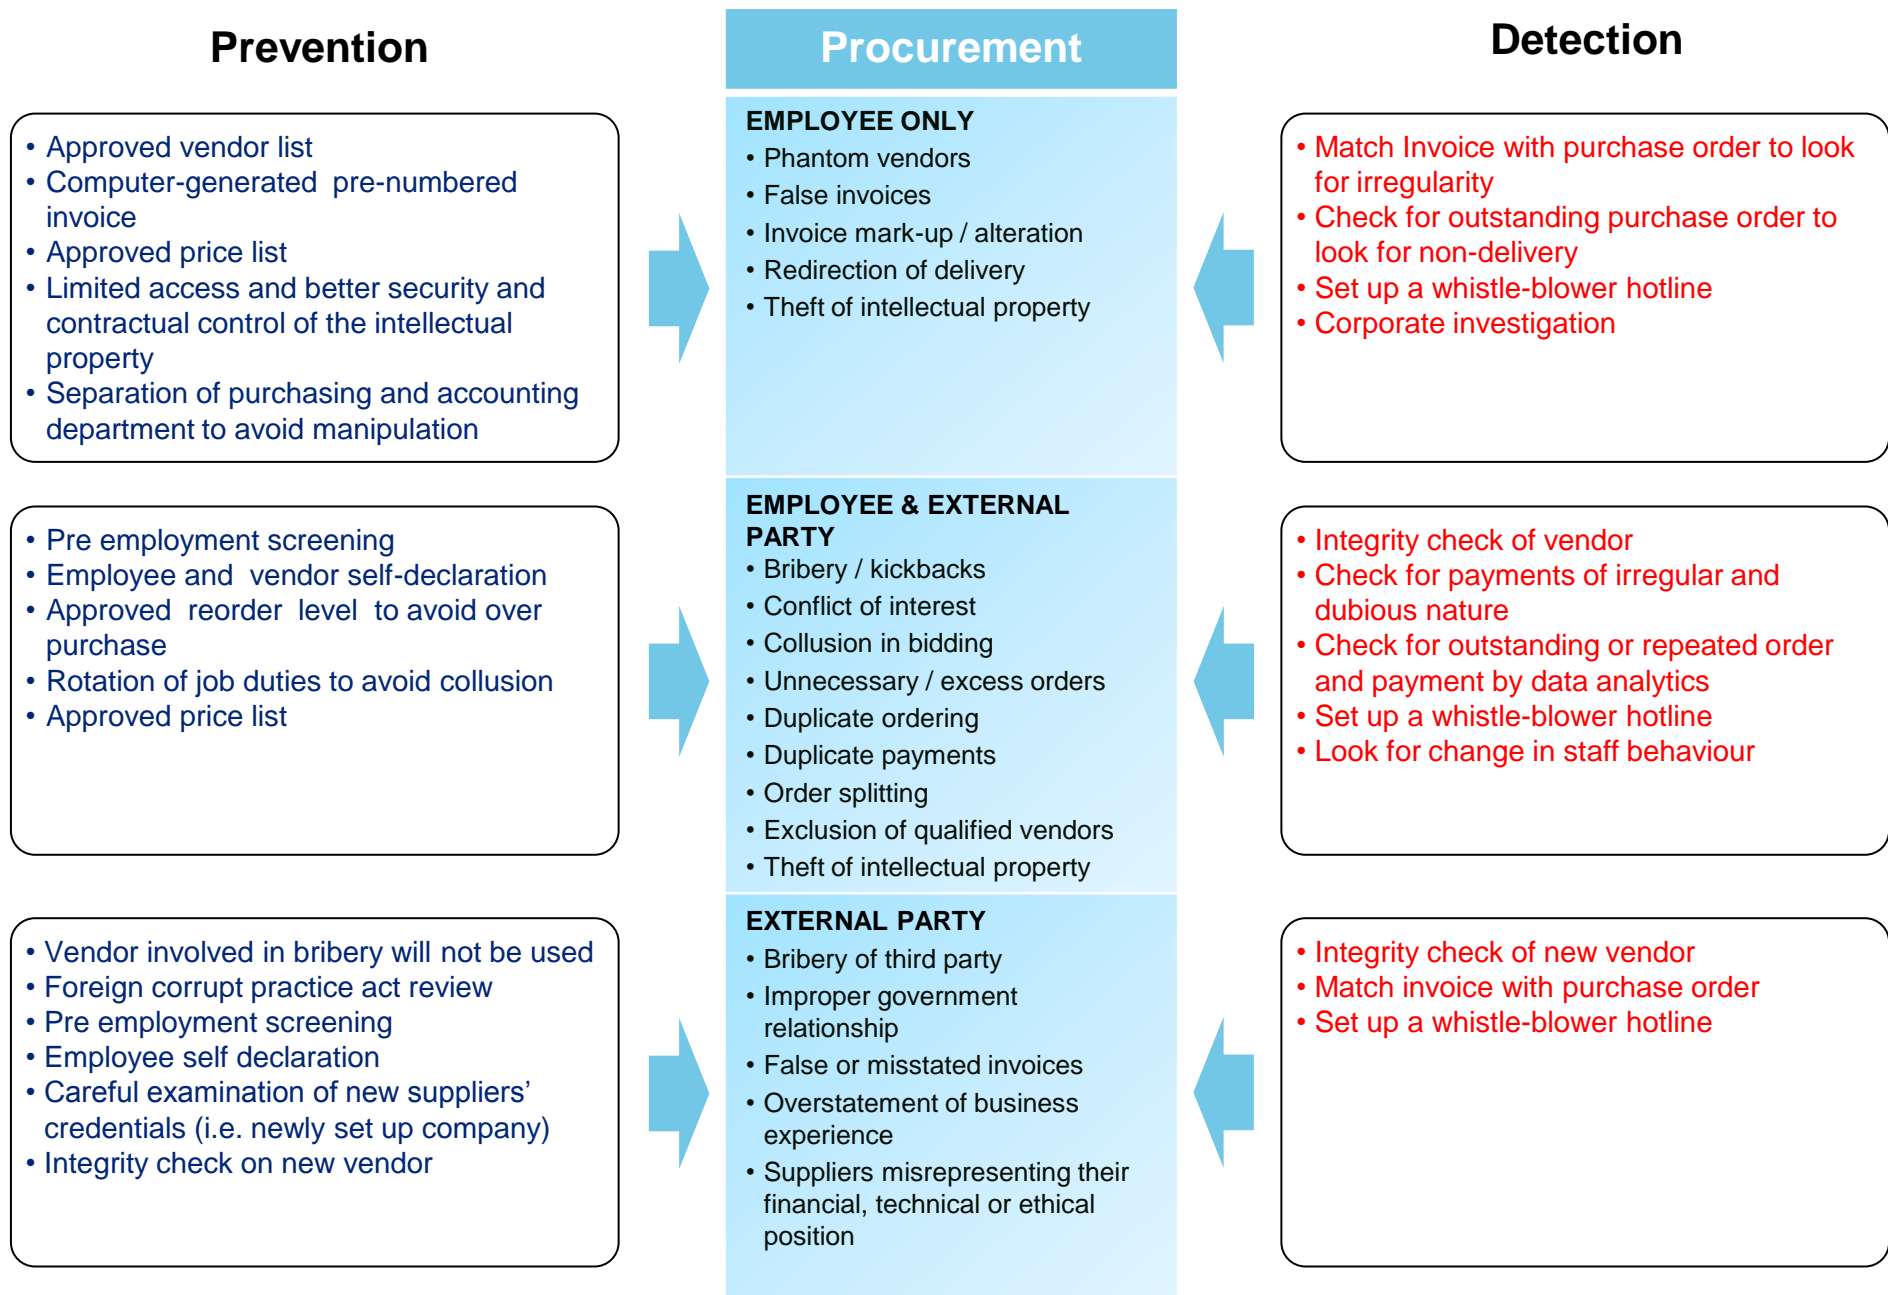 Prevention
Procurement
Detection
• Approved vendor list
• Computer-generated pre-numbered
invoice
• Approved price list
• Limited access and better security and
contractual control of the intellectual
property
• Separation of purchasing and accounting
department to avoid manipulation
EMPLOYEE ONLY
• Phantom vendors
• False invoices
• Invoice mark-up / alteration
• Redirection of delivery
• Theft of intellectual property
• Match Invoice with purchase order to look
for irregularity
• Check for outstanding purchase order to
look for non-delivery
• Set up a whistle-blower hotline
• Corporate investigation
• Pre employment screening
• Employee and vendor self-declaration
• Approved reorder level to avoid over
purchase
• Rotation of job duties to avoid collusion
• Approved price list
EMPLOYEE & EXTERNAL
PARTY
• Bribery / kickbacks
• Conflict of interest
• Collusion in bidding
• Unnecessary / excess orders
• Duplicate ordering
• Duplicate payments
• Order splitting
• Exclusion of qualified vendors
• Theft of intellectual property
• Integrity check of vendor
• Check for payments of irregular and
dubious nature
• Check for outstanding or repeated order
and payment by data analytics
• Set up a whistle-blower hotline
• Look for change in staff behaviour
• Vendor involved in bribery will not be used
• Foreign corrupt practice act review
• Pre employment screening
• Employee self declaration
• Careful examination of new suppliers’
credentials (i.e. newly set up company)
• Integrity check on new vendor
EXTERNAL PARTY
• Bribery of third party
• Improper government
relationship
• False or misstated invoices
• Overstatement of business
experience
• Suppliers misrepresenting their
financial, technical or ethical
position
• Integrity check of new vendor
• Match invoice with purchase order
• Set up a whistle-blower hotline